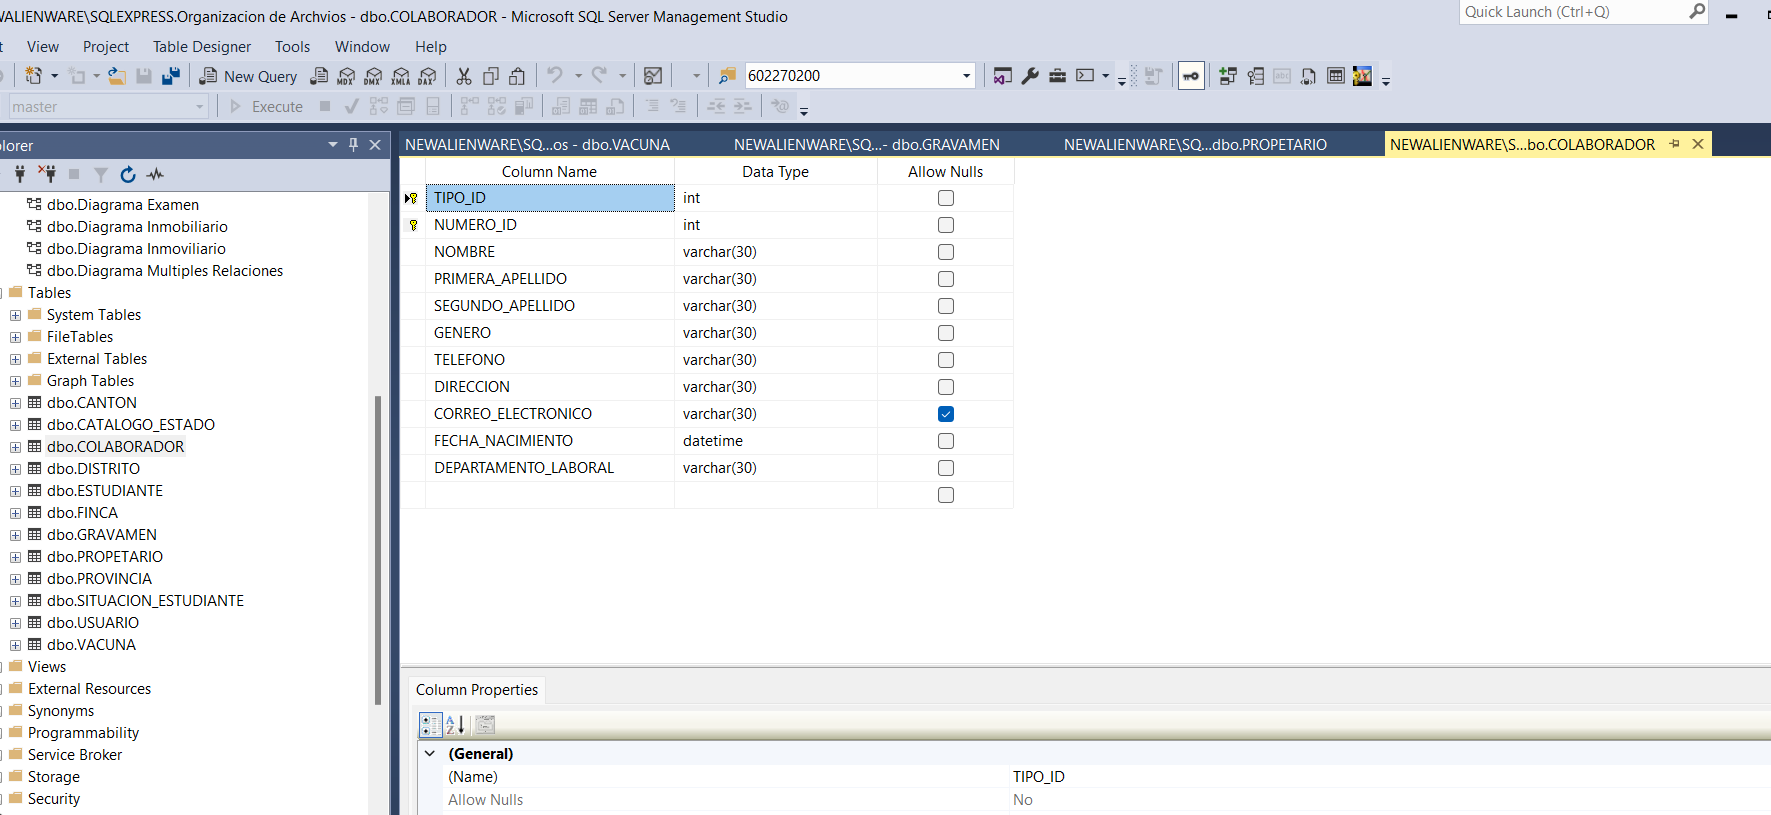 WALIENWARE\SQLEXPRESS.Organizacion de Archvios - dbo.COLABORADOR - Microsoft SQL Server Management Studio
Quick Launch (Ctrl+Q)
View Project Table Designer Tools Window Help
New Query MDX DMX XMLA DAX 602270200
master Execute
plorer
NEWALIENWARE\SQ...os - dbo.VACUNA NEWALIENWARE\SQ...- dbo.GRAVAMEN NEWALIENWARE\SQ...dbo.PROPETARIO NEWALIENWARE\S...bo.COLABORADOR
dbo.Diagrama Examen
dbo.Diagrama Inmobiliario
dbo.Diagrama Inmoviliario
dbo.Diagrama Multiples Relaciones
Tables
System Tables
FileTables
External Tables
Graph Tables
dbo.CANTON
dbo.CATALOGO_ESTADO
dbo.COLABORADOR
dbo.DISTRITO
dbo.ESTUDIANTE
dbo.FINCA
dbo.GRAVAMEN
dbo.PROPETARIO
dbo.PROVINCIA
dbo.SITUACION_ESTUDIANTE
dbo.USUARIO
dbo.VACUNA
Views
External Resources
Synonyms
Programmability
Service Broker
Storage
Security
Column Name Data Type Allow Nulls
TIPO_ID int
NUMERO_ID int
NOMBRE varchar(30)
PRIMERA_APELLIDO varchar(30)
SEGUNDO_APELLIDO varchar(30)
GENERO varchar(30)
TELEFONO varchar(30)
DIRECCION varchar(30)
CORREO_ELECTRONICO varchar(30)
FECHA_NACIMIENTO datetime
DEPARTAMENTO_LABORAL varchar(30)
Column Properties
(General)
(Name) TIPO_ID
Allow Nulls No